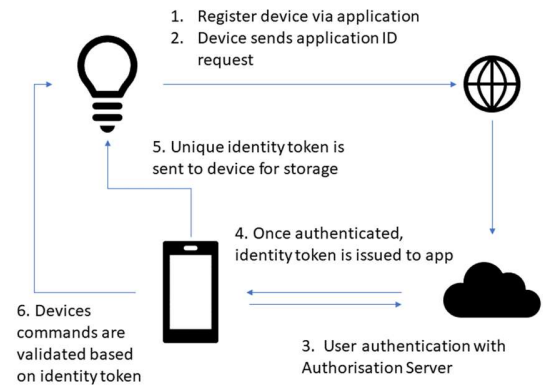 1. Register device via application
2. Device sends application ID
request
5. Unique identity token is
sent to device for storage
4. Once authenticated,
identity token is issued to app
6. Devices
commands are
validated based
on identity token
3. User authentication with
Authorisation Server